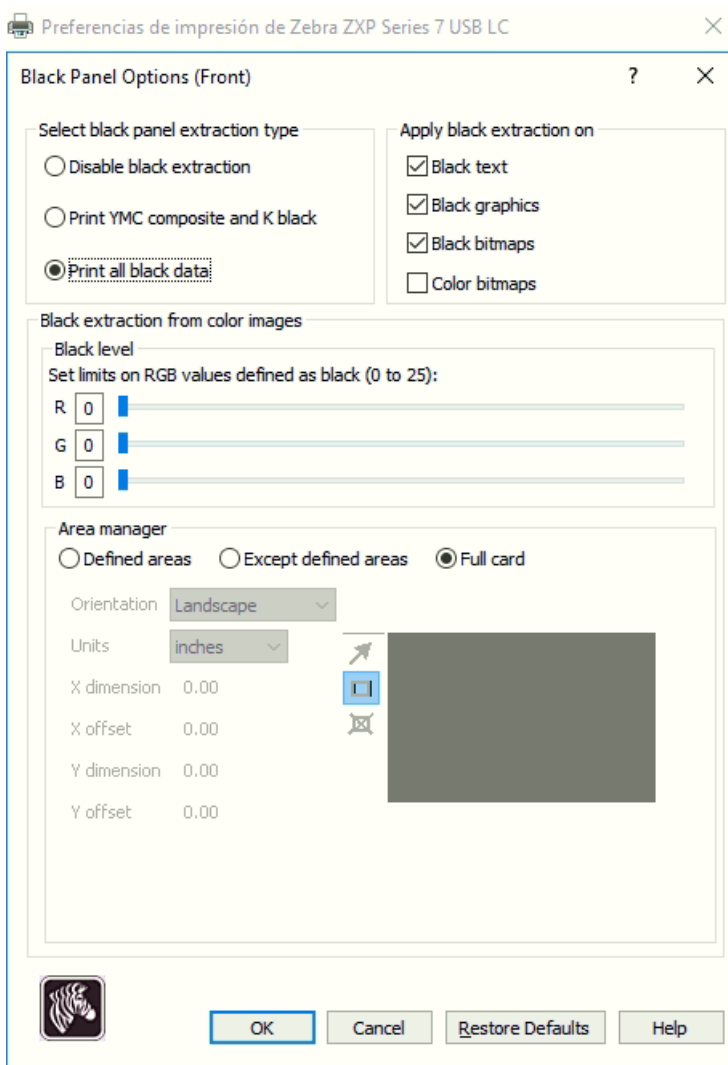 Preferencias de impresión de Zebra ZXP Series 7 USB LC
Black Panel Options (Front) ?
Select black panel extraction type
Disable black extraction
Print YMC composite and K black
Print all black data
Apply black extraction on
Black text
Black graphics
Black bitmaps
Color bitmaps
Black extraction from color images
Black level
Set limits on RGB values defined as black (0 to 25):
R 0
G 0
B 0
Area manager
Defined areas Except defined areas Full card
Orientation Landscape
Units inches
X dimension 0.00
X offset 0.00
Y dimension 0.00
Y offset 0.00
OK Cancel Restore Defaults Help